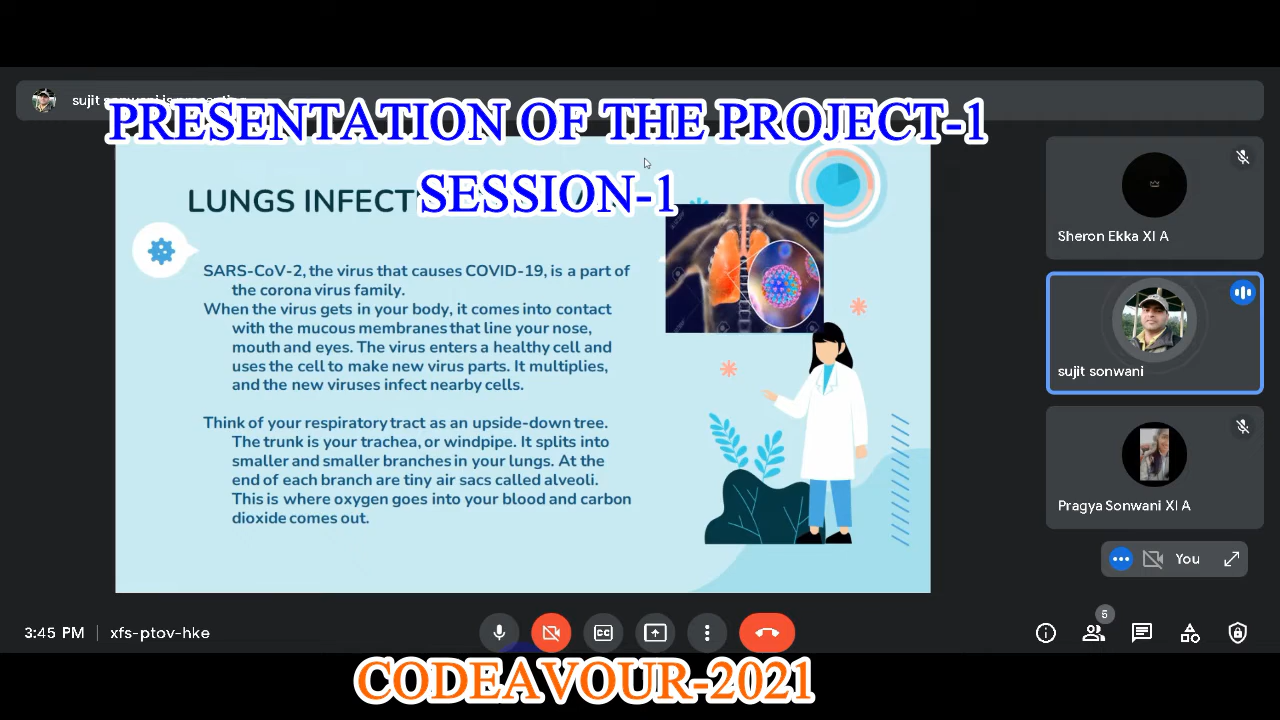 sujit sonwani is presenting
PRESENTATION OF THE PROJECT-1
SESSION-1
LUNGS INFECT
SARS-CoV-2, the virus that causes COVID-19, is a part of
the corona virus family.
When the virus gets in your body, it comes into contact
with the mucous membranes that line your nose,
mouth and eyes. The virus enters a healthy cell and
uses the cell to make new virus parts. It multiplies,
and the new viruses infect nearby cells.
Think of your respiratory tract as an upside-down tree.
The trunk is your trachea, or windpipe. It splits into
smaller and smaller branches in your lungs. At the
end of each branch are tiny air sacs called alveoli.
This is where oxygen goes into your blood and carbon
dioxide comes out.
Sheron Ekka XI A
sujit sonwani
Pragya Sonwani XI A
You
3:45 PM | xfs-ptov-hke
CC
5
CODEAVOUR-2021